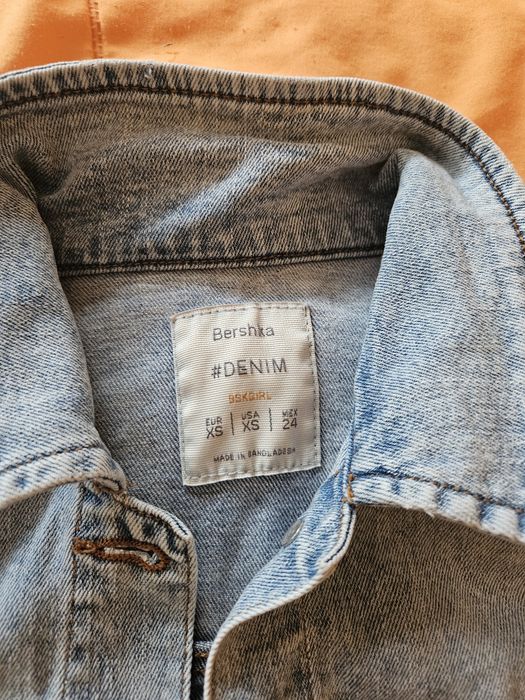 Bershka
#DENIM
BSKGIRL
EUR USA MEX
XS XS 24
MADE IN BANGLADESH